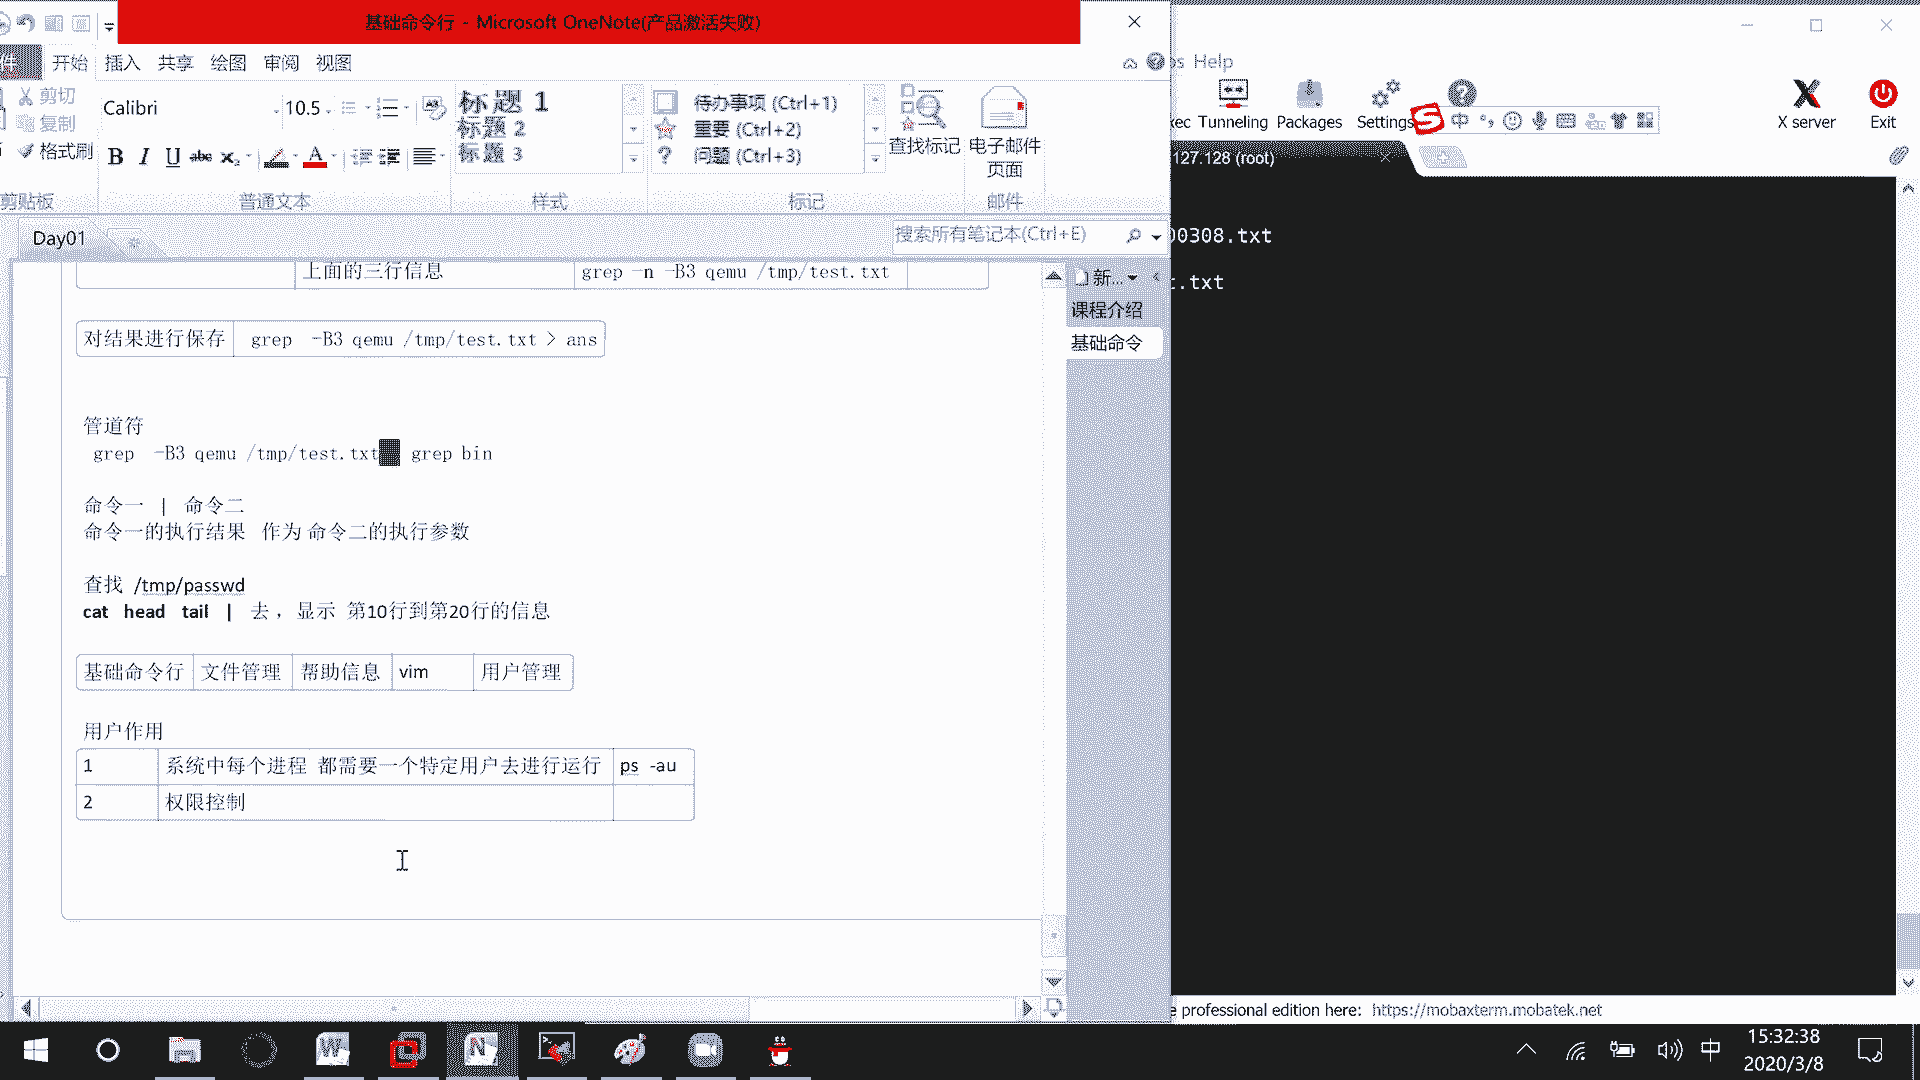 基础命令行 - Microsoft OneNote(产品激活失败)
件 开始 插入 共享 绘图 审阅 视图
剪切
复制
格式刷
剪贴板
Calibri 10.5
B I U abc x₂ A
普通文本
标题 1
标题 2
标题 3
样式
待办事项 (Ctrl+1)
重要 (Ctrl+2)
问题 (Ctrl+3)
标记
查找标记
电子邮件
页面
邮件
Day01
搜索所有笔记本(Ctrl+E)
上面的三行信息 grep -n -B3 qemu /tmp/test.txt
对结果进行保存 grep -B3 qemu /tmp/test.txt > ans
管道符
grep -B3 qemu /tmp/test.txt grep bin
命令一 | 命令二
命令一的执行结果 作为 命令二的执行参数
查找 /tmp/passwd
cat head tail | 去 , 显示 第10行到第20行的信息
基础命令行 文件管理 帮助信息 vim 用户管理
用户作用
1 系统中每个进程 都需要一个特定用户去进行运行 ps -au
2 权限控制
新...
课程介绍
基础命令
Help
Tunneling Packages Settings
X server Exit
中
127.128 (root)
00308.txt
.txt
professional edition here: https://mobaxterm.mobatek.net
中
15:32:38
2020/3/8